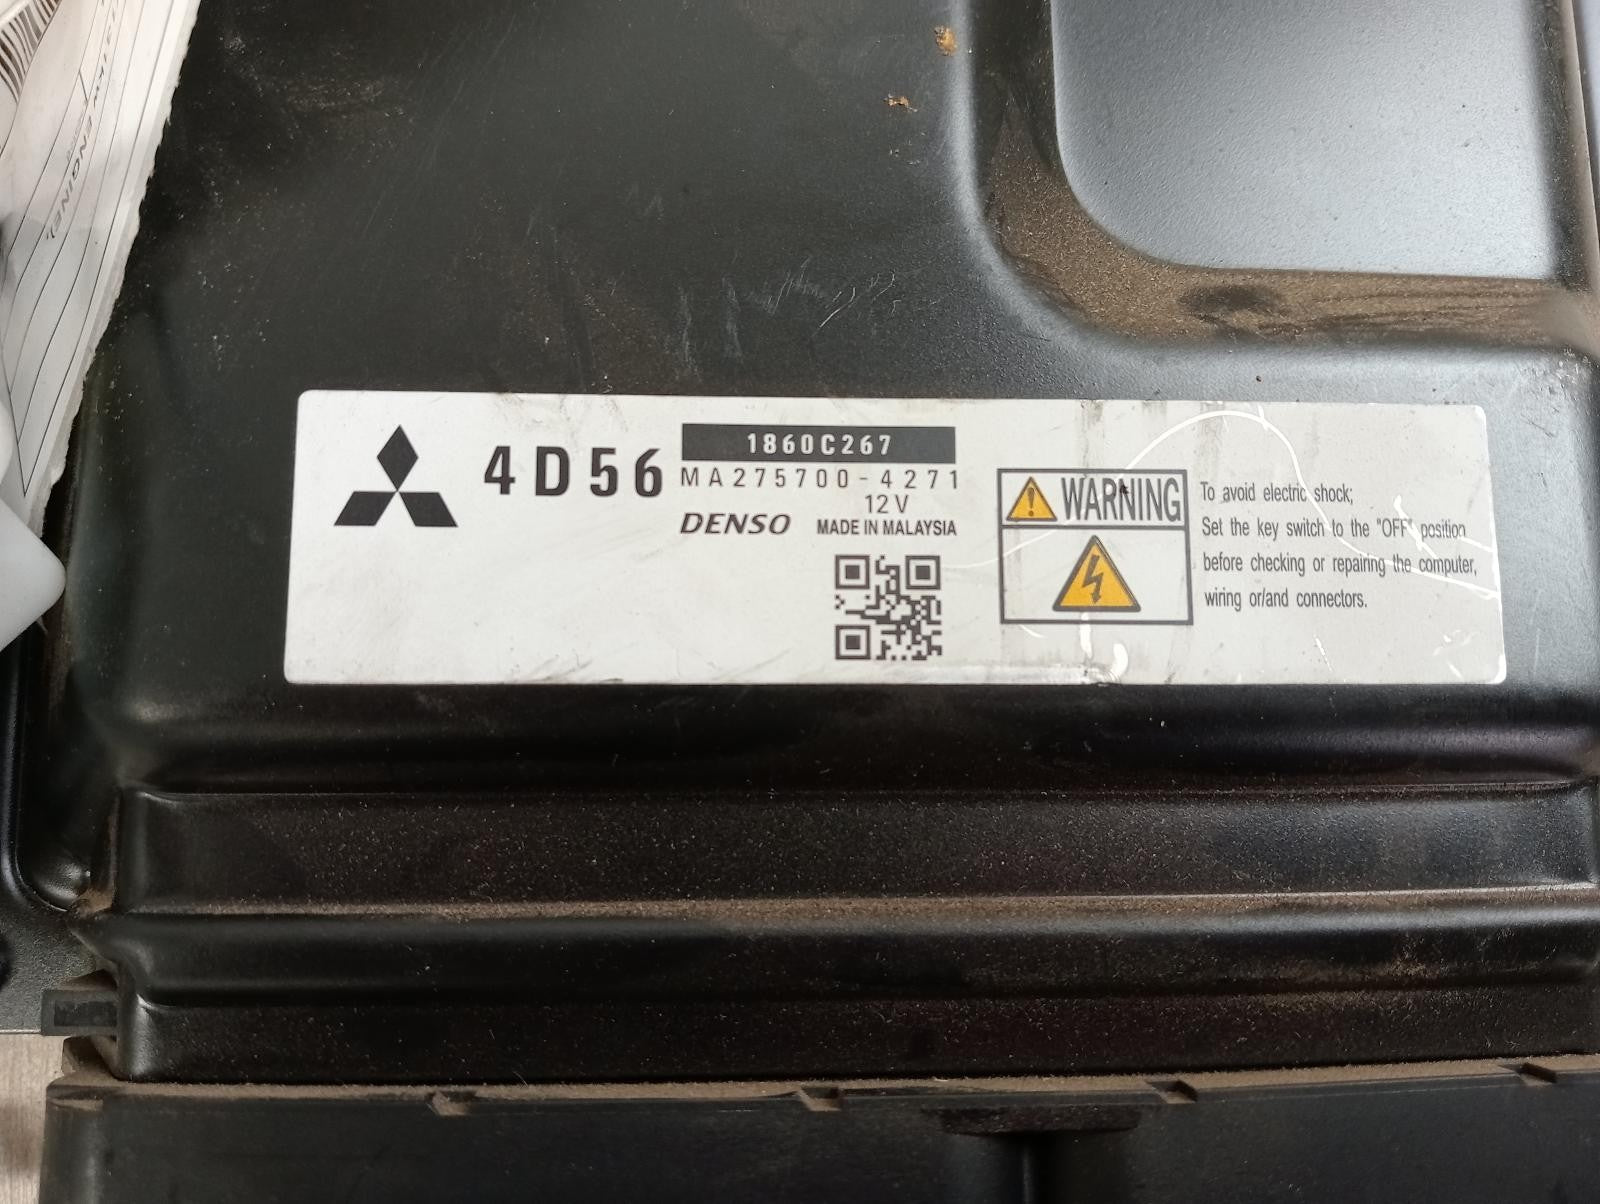 ENGINE).
4D56
1860C267
MA275700-4271
12V
DENSO MADE IN MALAYSIA
WARNING
To avoid electric shock;
Set the key switch to the "OFF" position
before checking or repairing the computer,
wiring or/and connectors.